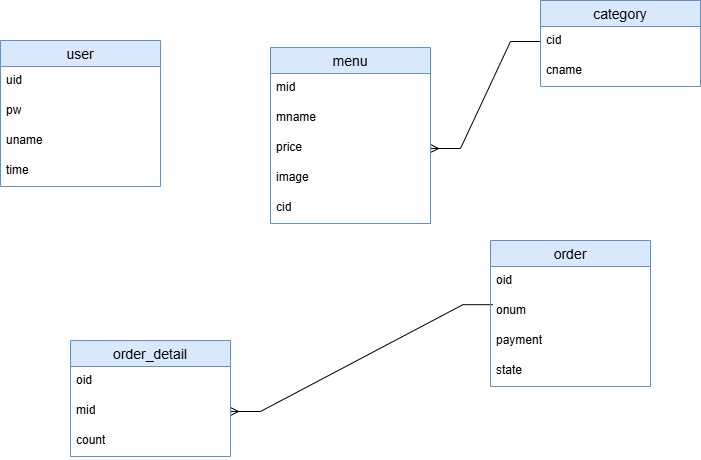 user
uid
pw
uname
time
menu
mid
mname
price
image
cid
category
cid
cname
order_detail
oid
mid
count
order
oid
onum
payment
state